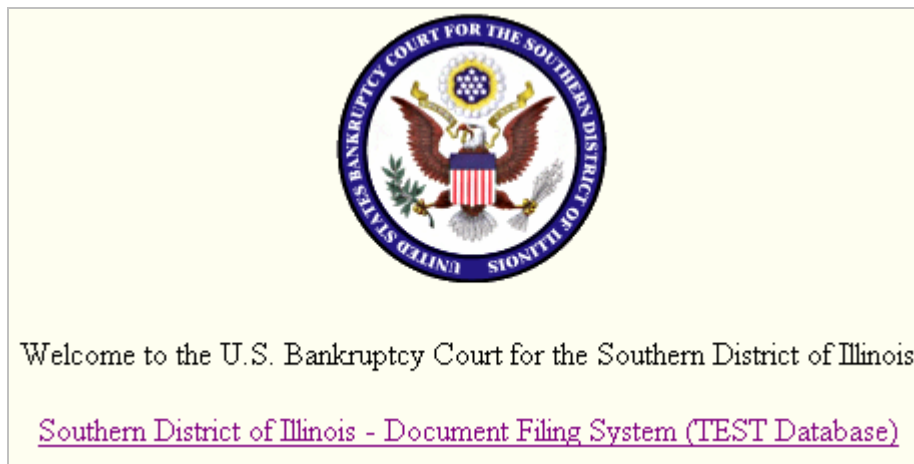 UNITED STATES BANKRUPTCY COURT FOR THE SOUTHERN DISTRICT OF ILLINOIS
Welcome to the U.S. Bankruptcy Court for the Southern District of Illinois
Southern District of Illinois - Document Filing System (TEST Database)